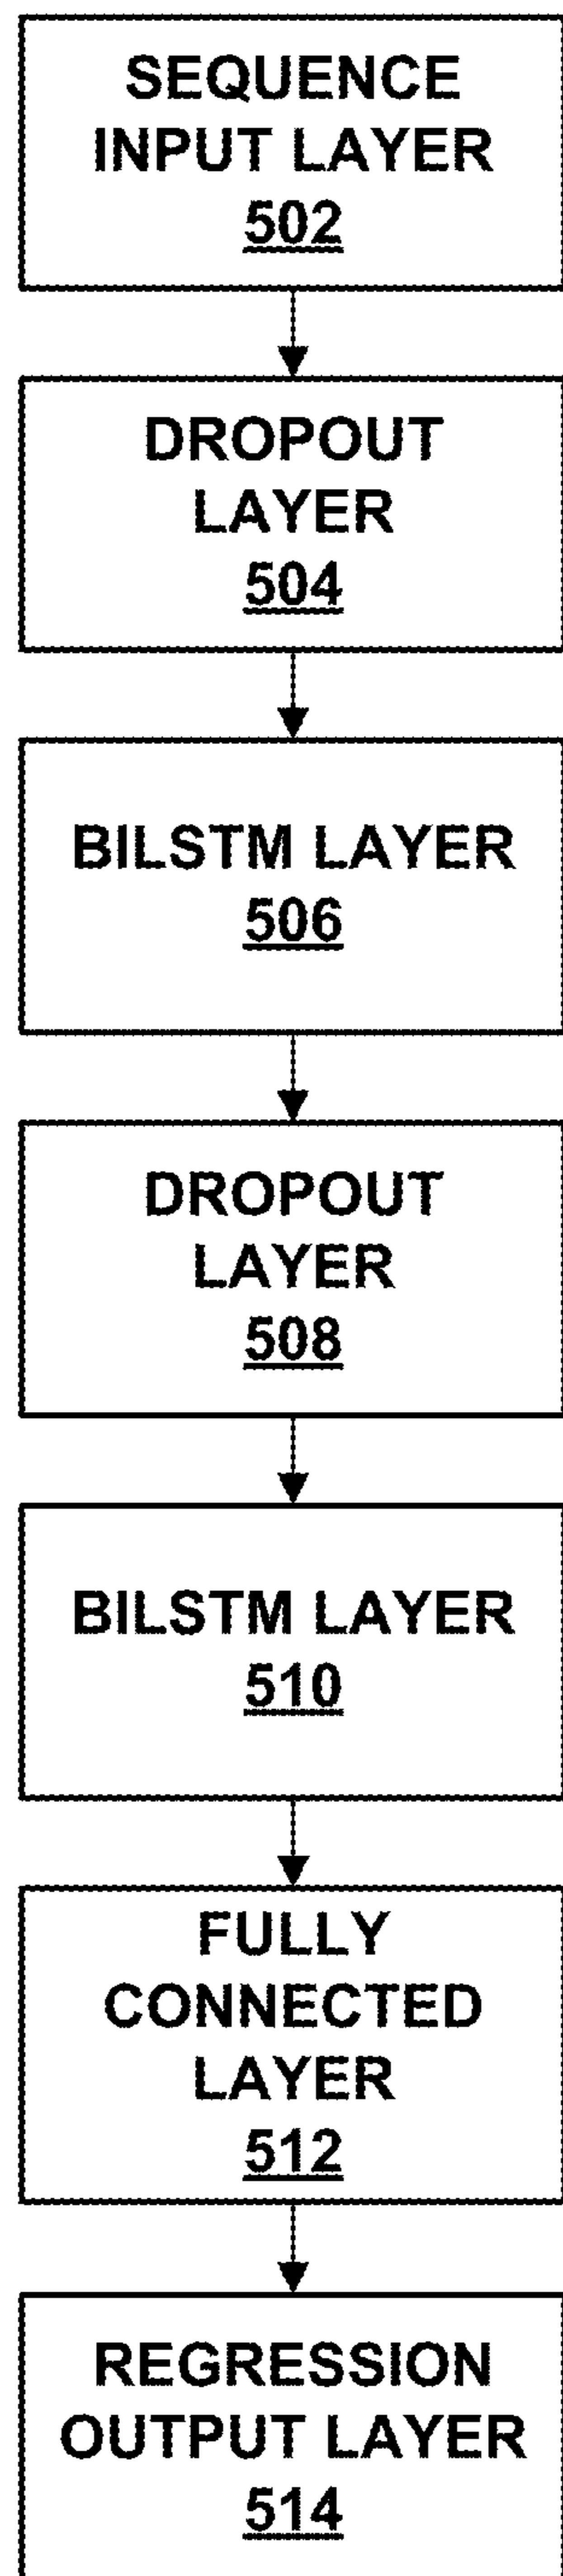 SEQUENCE
INPUT LAYER
502
DROPOUT
LAYER
504
BILSTM LAYER
506
DROPOUT
LAYER
508
BILSTM LAYER
510
FULLY
CONNECTED
LAYER
512
REGRESSION
OUTPUT LAYER
514